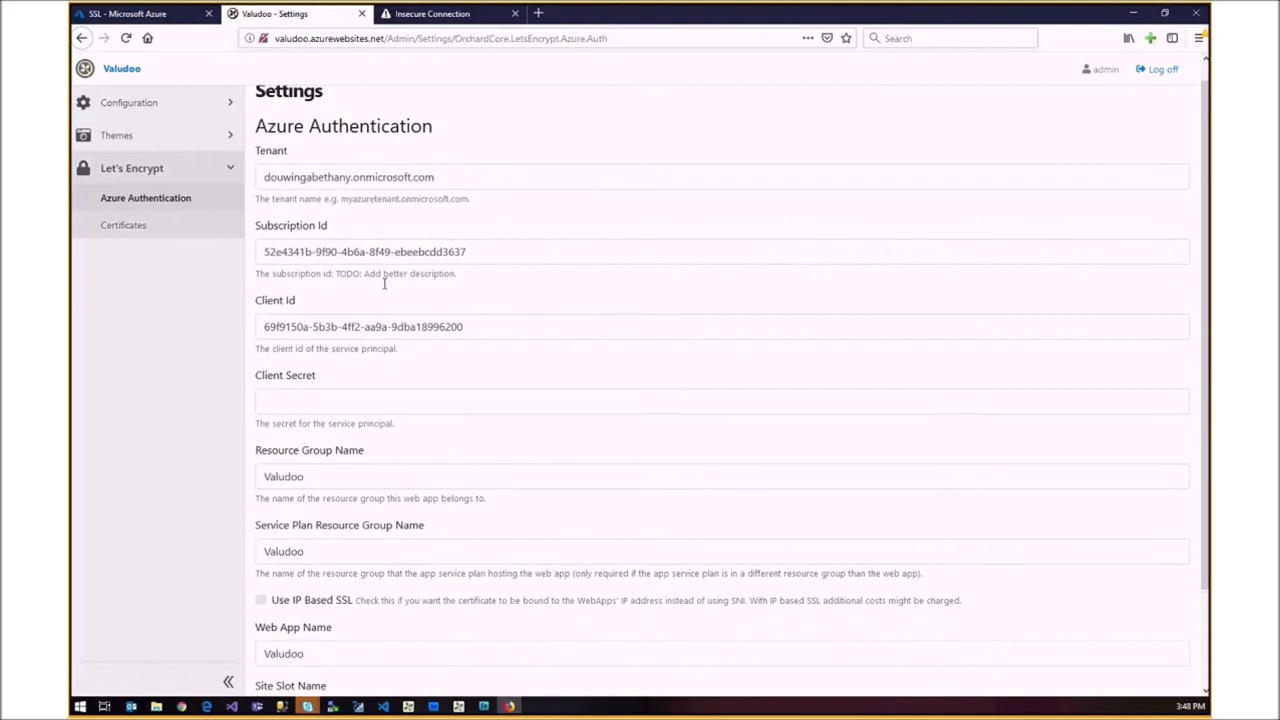 SSL - Microsoft Azure
Valudoo - Settings
Insecure Connection
valudoo.azurewebsites.net/Admin/Settings/OrchardCore.LetsEncrypt.Azure.Auth
Search
Valudoo
admin
Log off
Configuration
Themes
Let's Encrypt
Azure Authentication
Certificates
Settings
Azure Authentication
Tenant
douwingabethany.onmicrosoft.com
The tenant name e.g. myazuretenant.onmicrosoft.com.
Subscription Id
52e4341b-9f90-4b6a-8f49-ebeebcdd3637
The subscription id: TODO: Add better description.
Client Id
69f9150a-5b3b-4ff2-aa9a-9dba18996200
The client id of the service principal.
Client Secret
The secret for the service principal.
Resource Group Name
Valudoo
The name of the resource group this web app belongs to.
Service Plan Resource Group Name
Valudoo
The name of the resource group that the app service plan hosting the web app (only required if the app service plan is in a different resource group than the web app).
Use IP Based SSL Check this if you want the certificate to be bound to the WebApps' IP address instead of using SNI. With IP based SSL additional costs might be charged.
Web App Name
Valudoo
Site Slot Name
3:48 PM